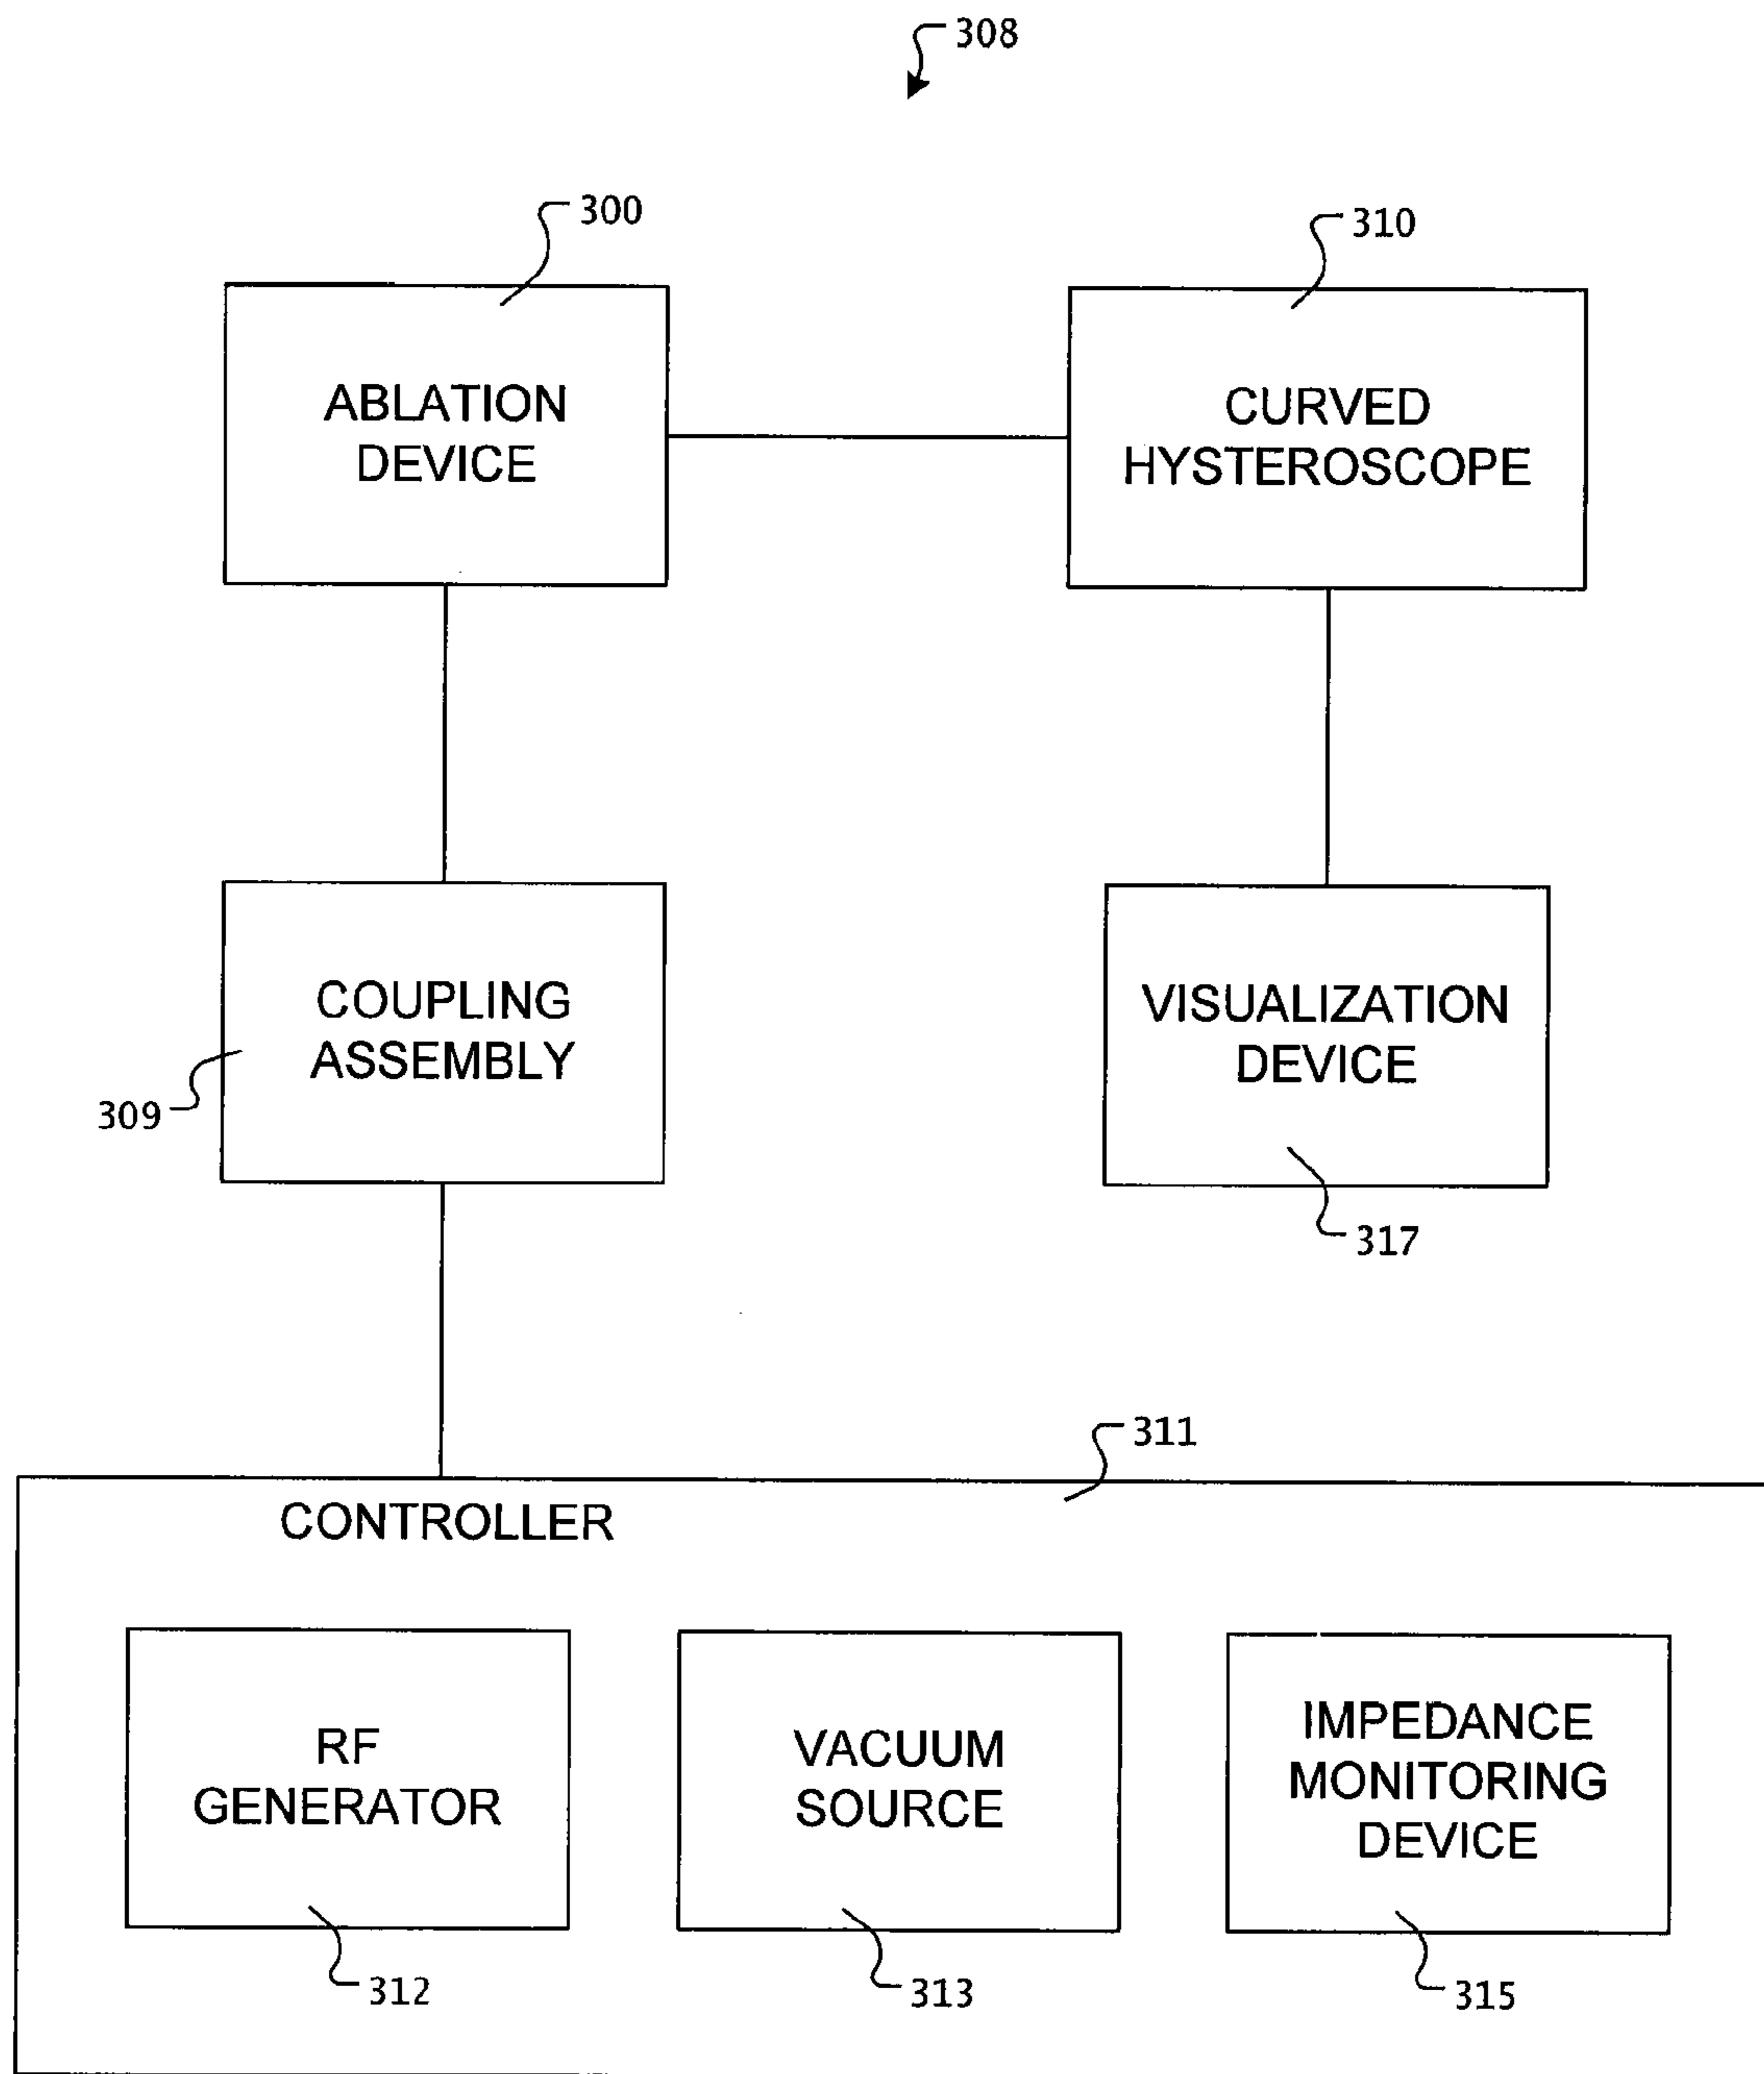 308
300
310
ABLATION
DEVICE
CURVED
HYSTEROSCOPE
COUPLING
ASSEMBLY
309
VISUALIZATION
DEVICE
317
311
CONTROLLER
RF
GENERATOR
312
VACUUM
SOURCE
313
IMPEDANCE
MONITORING
DEVICE
315